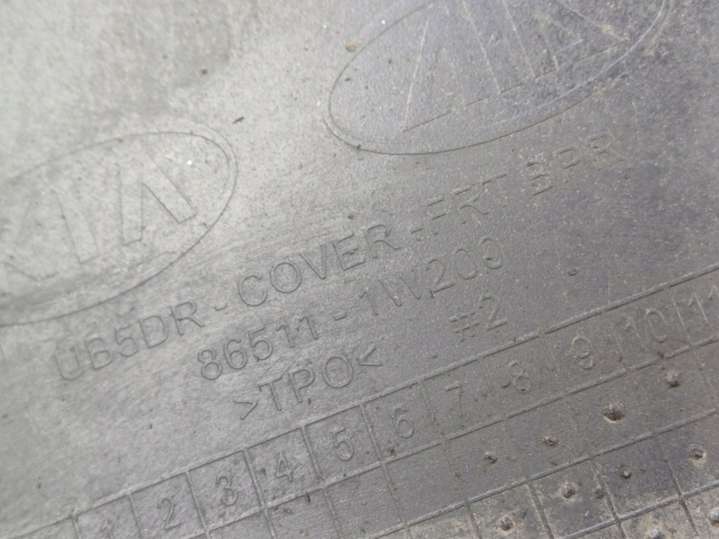 KIA
KIA
UB5DR-COVER-FRT BPR
86511-1W200
>TPO< #2
1 2 3 4 5 6 7 8 9 10 11